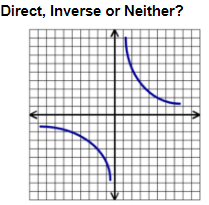 Direct, Inverse or Neither?